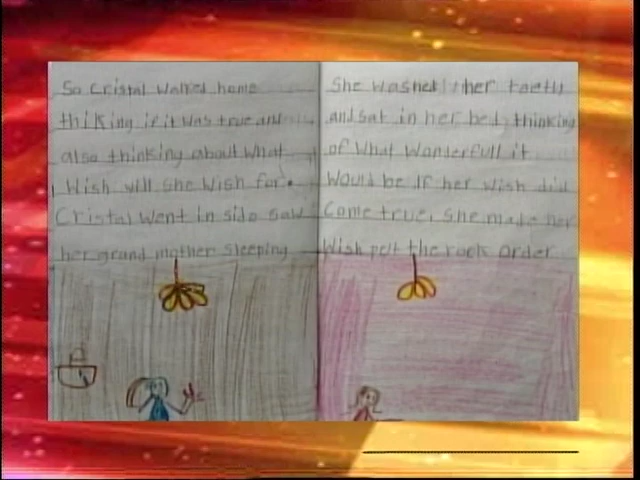 So Cristal walked home
thiking if it was true and
also thinking about what
Wish will she wish for.
Cristal went in side saw
her grand mother sleeping
She washed her teeth
and sat in her bed, thinking
of what wonderfull it
would be If her wish did
come true. She made her
Wish put the rock order